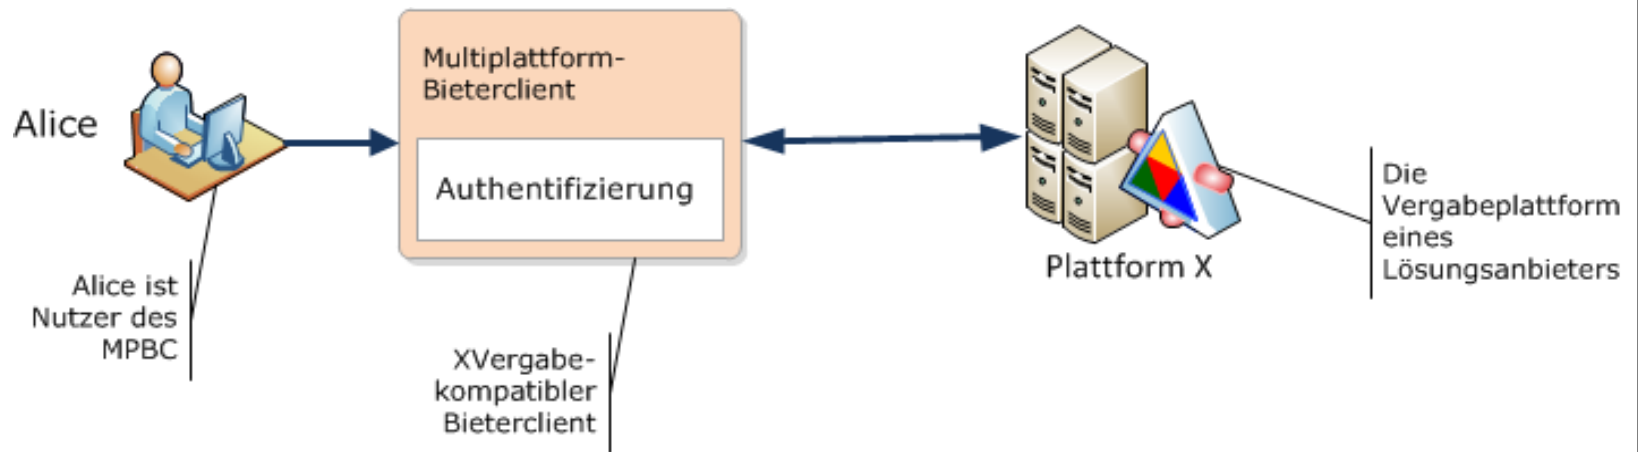 Alice
Alice ist
Nutzer des
MPBC
Multiplattform-
Bieterclient
Authentifizierung
XVergabe-
kompatibler
Bieterclient
Plattform X
Die
Vergabeplattform
eines
Lösungsanbieters